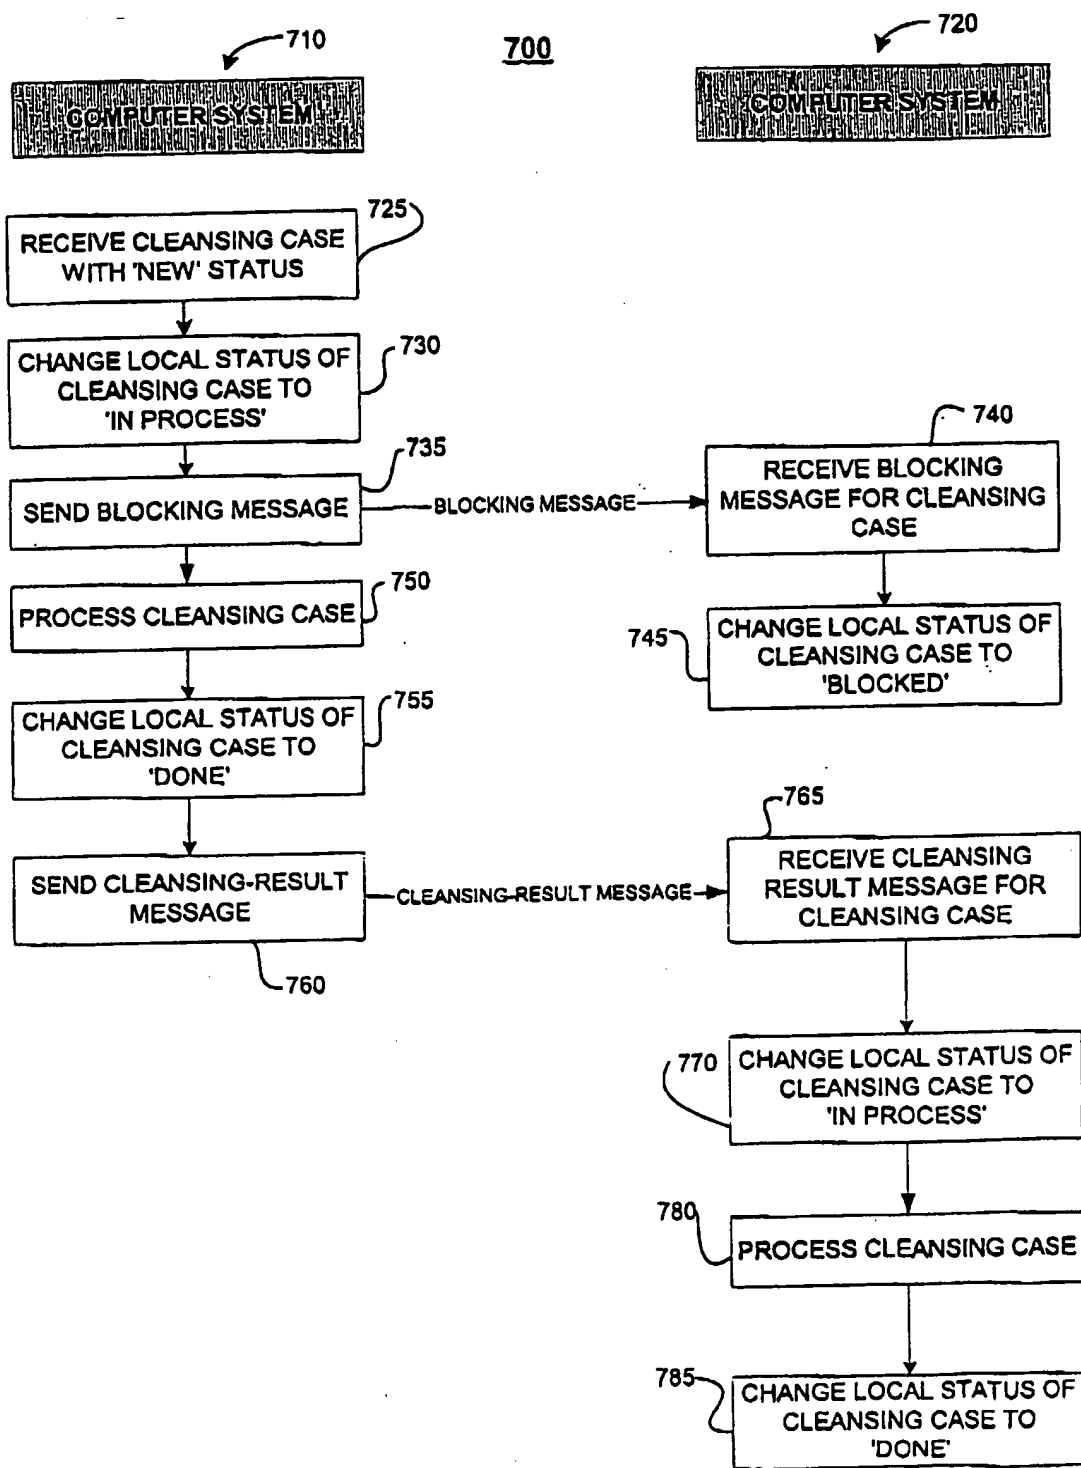 700
710
COMPUTER SYSTEM
720
COMPUTER SYSTEM
725
RECEIVE CLEANSING CASE
WITH 'NEW' STATUS
730
CHANGE LOCAL STATUS OF
CLEANSING CASE TO
'IN PROCESS'
735
SEND BLOCKING MESSAGE
BLOCKING MESSAGE
740
RECEIVE BLOCKING
MESSAGE FOR CLEANSING
CASE
750
PROCESS CLEANSING CASE
745
CHANGE LOCAL STATUS OF
CLEANSING CASE TO
'BLOCKED'
755
CHANGE LOCAL STATUS OF
CLEANSING CASE TO
'DONE'
760
SEND CLEANSING-RESULT
MESSAGE
CLEANSING-RESULT MESSAGE
765
RECEIVE CLEANSING
RESULT MESSAGE FOR
CLEANSING CASE
770
CHANGE LOCAL STATUS OF
CLEANSING CASE TO
'IN PROCESS'
780
PROCESS CLEANSING CASE
785
CHANGE LOCAL STATUS OF
CLEANSING CASE TO
'DONE'